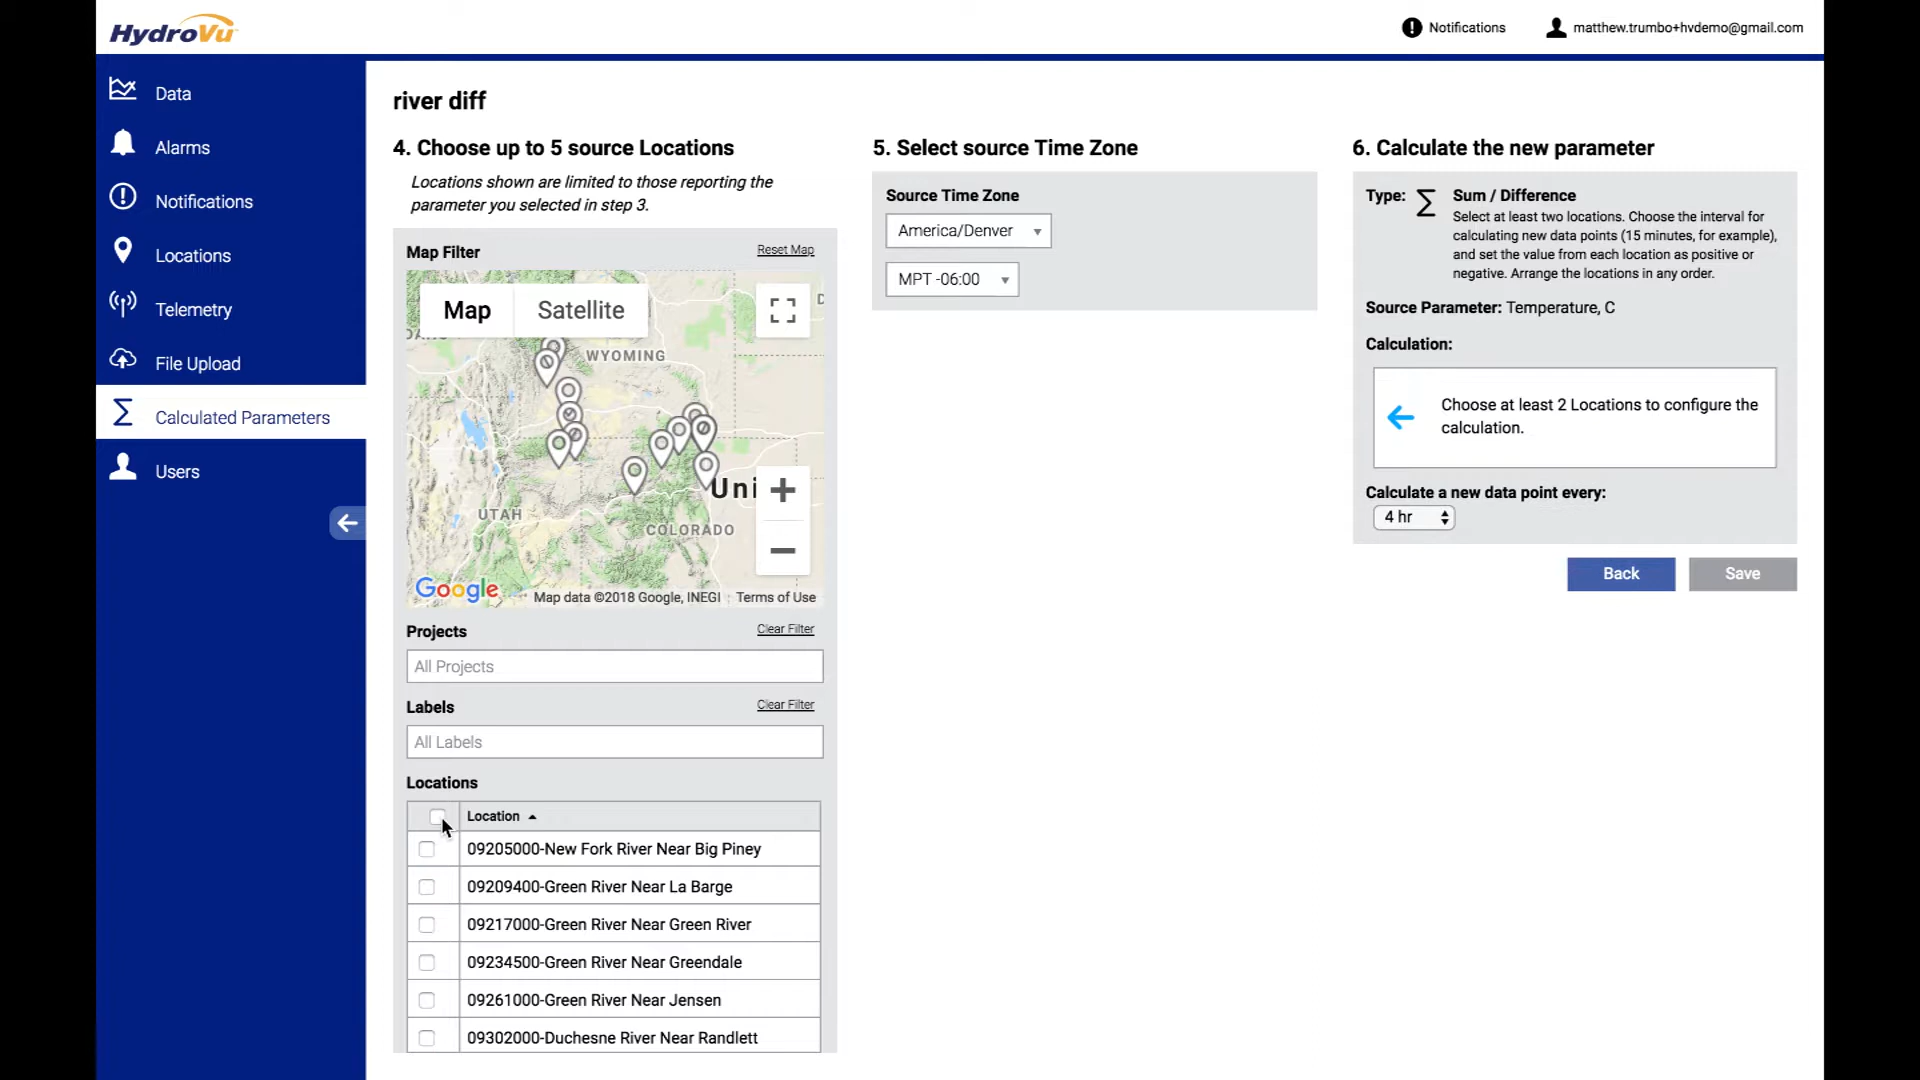 HydroVu
Notifications
matthew.trumbo+hvdemo@gmail.com
Data
Alarms
Notifications
Locations
Telemetry
File Upload
Calculated Parameters
Users
river diff
4. Choose up to 5 source Locations
Locations shown are limited to those reporting the
parameter you selected in step 3.
Map Filter
Reset Map
Map
Satellite
WYOMING
Uni
UTAH
COLORADO
Google
Map data ©2018 Google, INEGI
Terms of Use
Projects
Clear Filter
All Projects
Labels
Clear Filter
All Labels
Locations
Location
09205000-New Fork River Near Big Piney
09209400-Green River Near La Barge
09217000-Green River Near Green River
09234500-Green River Near Greendale
09261000-Green River Near Jensen
09302000-Duchesne River Near Randlett
5. Select source Time Zone
Source Time Zone
America/Denver
MPT -06:00
6. Calculate the new parameter
Type: Σ Sum / Difference
Select at least two locations. Choose the interval for
calculating new data points (15 minutes, for example),
and set the value from each location as positive or
negative. Arrange the locations in any order.
Source Parameter: Temperature, C
Calculation:
Choose at least 2 Locations to configure the
calculation.
Calculate a new data point every:
4 hr
Back
Save